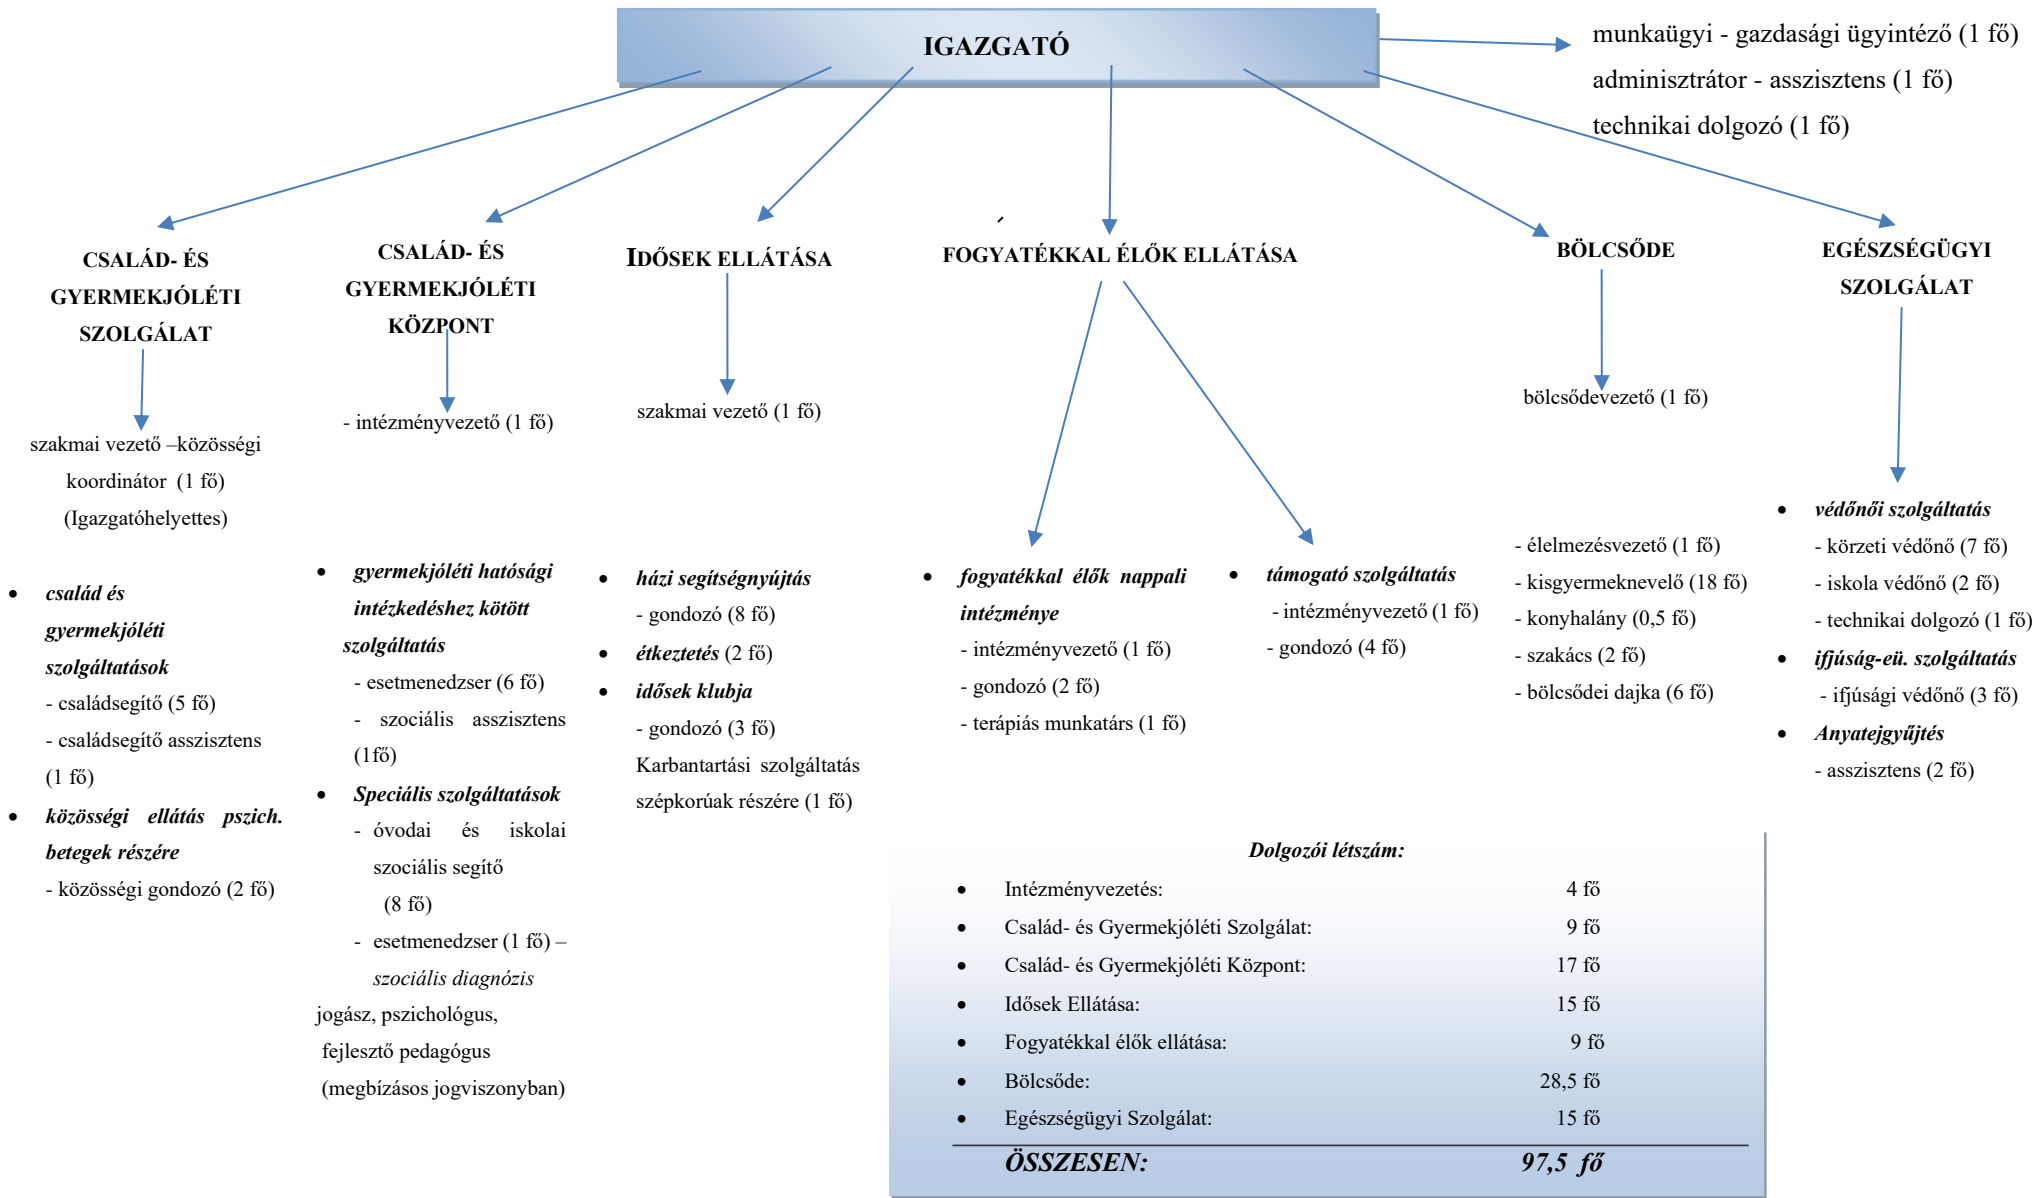 IGAZGATÓ
munkaügyi - gazdasági ügyintéző (1 fő)
adminisztrátor - asszisztens (1 fő)
technikai dolgozó (1 fő)
CSALÁD- ÉS
GYERMEKJÓLÉTI
SZOLGÁLAT
szakmai vezető –közösségi
koordinátor (1 fő)
(Igazgatóhelyettes)
• család és
gyermekjóléti
szolgáltatások
- családsegítő (5 fő)
- családsegítő asszisztens
(1 fő)
• közösségi ellátás pszich.
betegek részére
- közösségi gondozó (2 fő)
CSALÁD- ÉS
GYERMEKJÓLÉTI
KÖZPONT
- intézményvezető (1 fő)
• gyermekjóléti hatósági
intézkedéshez kötött
szolgáltatás
- esetmenedzser (6 fő)
- szociális asszisztens
(1fő)
• Speciális szolgáltatások
- óvodai és iskolai
szociális segítő
(8 fő)
- esetmenedzser (1 fő) –
szociális diagnózis
jogász, pszichológus,
fejlesztő pedagógus
(megbízásos jogviszonyban)
IDŐSEK ELLÁTÁSA
szakmai vezető (1 fő)
• házi segítségnyújtás
- gondozó (8 fő)
• étkeztetés (2 fő)
• idősek klubja
- gondozó (3 fő)
Karbantartási szolgáltatás
szépkorúak részére (1 fő)
FOGYATÉKKAL ÉLŐK ELLÁTÁSA
• fogyatékkal élők nappali
intézménye
- intézményvezető (1 fő)
- gondozó (2 fő)
- terápiás munkatárs (1 fő)
• támogató szolgáltatás
- intézményvezető (1 fő)
- gondozó (4 fő)
BÖLCSŐDE
bölcsődevezető (1 fő)
- élelmezésvezető (1 fő)
- kisgyermeknevelő (18 fő)
- konyhalány (0,5 fő)
- szakács (2 fő)
- bölcsődei dajka (6 fő)
EGÉSZSÉGÜGYI
SZOLGÁLAT
• védőnői szolgáltatás
- körzeti védőnő (7 fő)
- iskola védőnő (2 fő)
- technikai dolgozó (1 fő)
• ifjúság-eü. szolgáltatás
- ifjúsági védőnő (3 fő)
• Anyatejgyűjtés
- asszisztens (2 fő)
Dolgozói létszám:
• Intézményvezetés: 4 fő
• Család- és Gyermekjóléti Szolgálat: 9 fő
• Család- és Gyermekjóléti Központ: 17 fő
• Idősek Ellátása: 15 fő
• Fogyatékkal élők ellátása: 9 fő
• Bölcsőde: 28,5 fő
• Egészségügyi Szolgálat: 15 fő
ÖSSZESEN: 97,5 fő